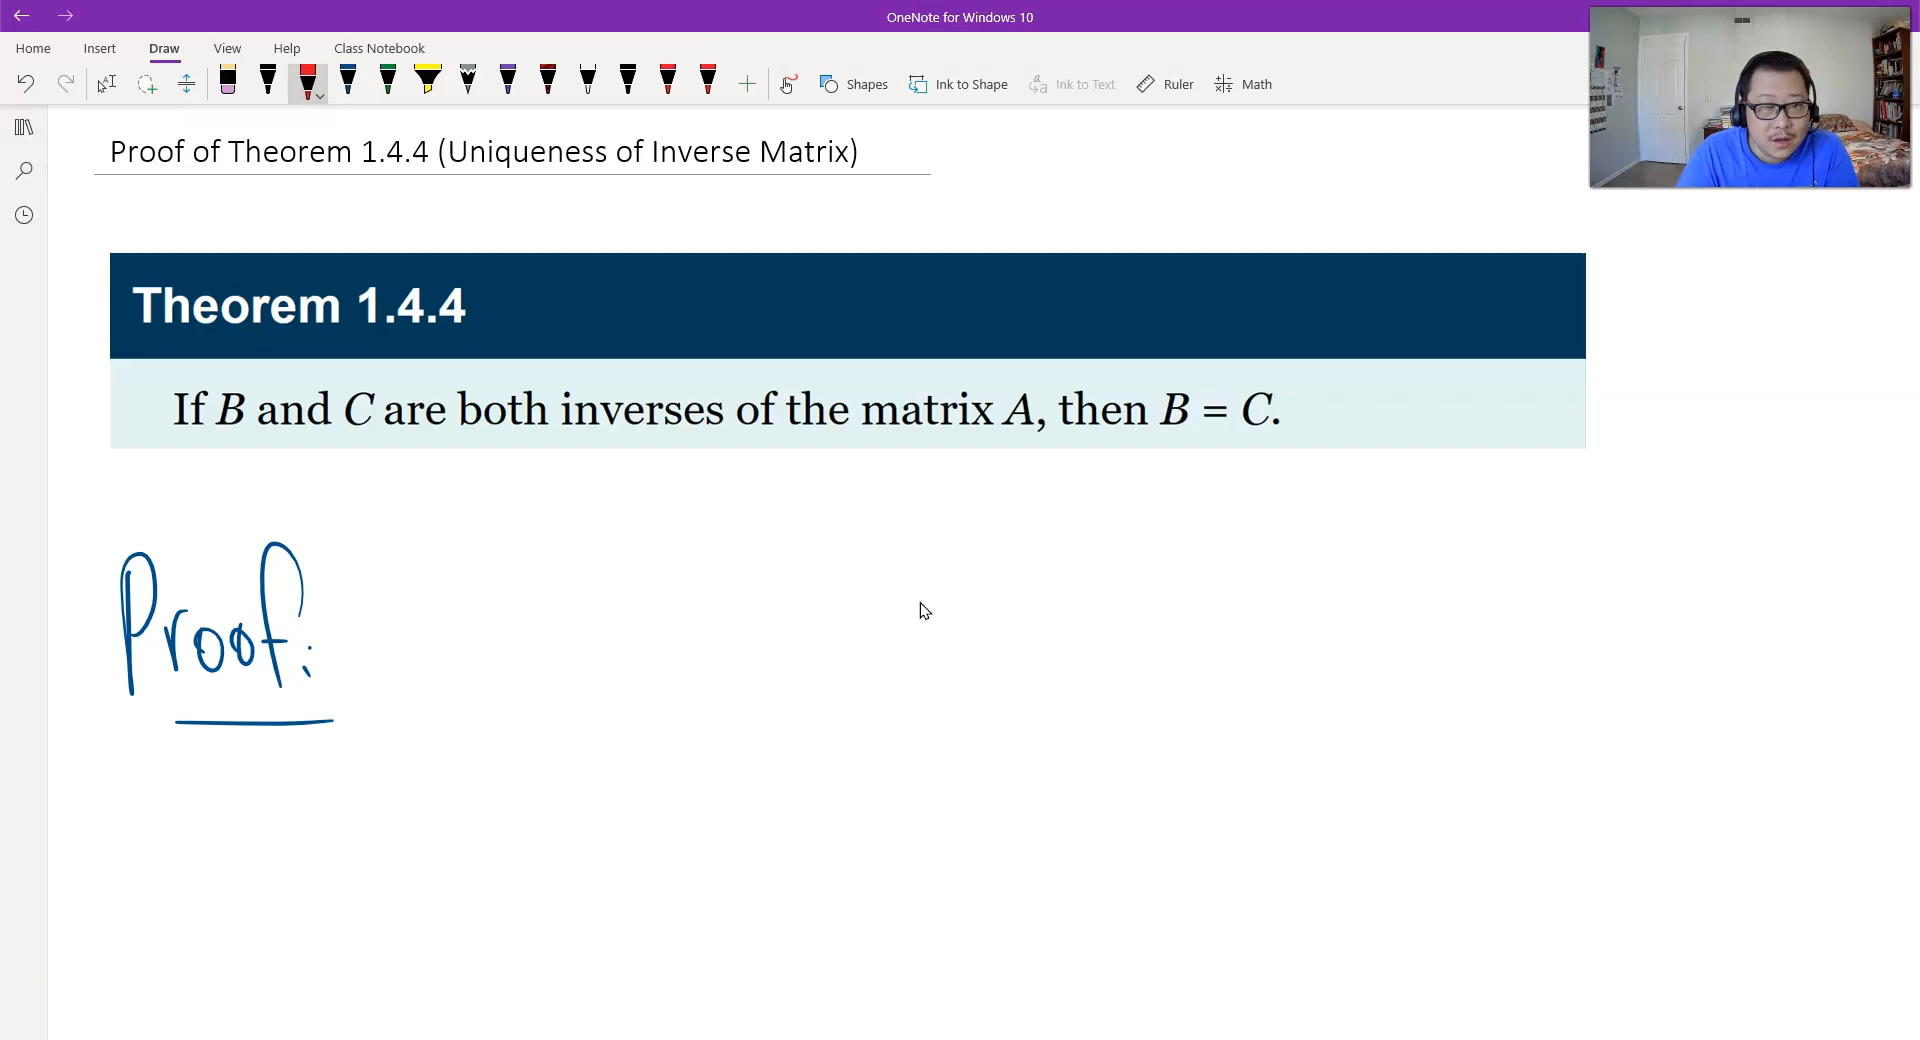 OneNote for Windows 10
Home Insert Draw View Help Class Notebook
Shapes Ink to Shape Ink to Text Ruler Math
Proof of Theorem 1.4.4 (Uniqueness of Inverse Matrix)
Theorem 1.4.4
If B and C are both inverses of the matrix A, then B = C.
Proof: